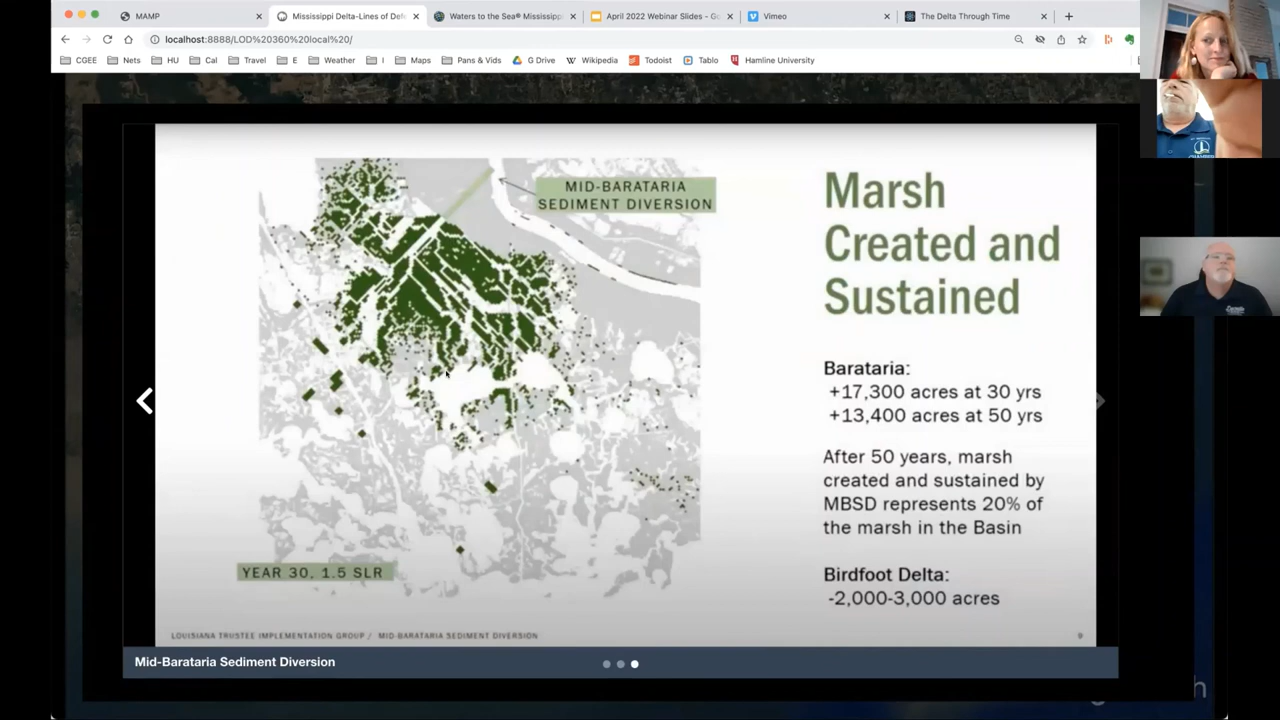 MAMP
Mississippi Delta-Lines of Def
Waters to the Sea® Mississipp
April 2022 Webinar Slides - Go
Vimeo
The Delta Through Time
localhost:8888/LOD%20360%20local%20/
CGEE
Nets
HU
Cal
Travel
E
Weather
I
Maps
Pans & Vids
G Drive
Wikipedia
Todoist
Tablo
Hamline University
MID-BARATARIA
SEDIMENT DIVERSION
Marsh
Created and
Sustained
Barataria:
+17,300 acres at 30 yrs
+13,400 acres at 50 yrs
After 50 years, marsh
created and sustained by
MBSD represents 20% of
the marsh in the Basin
Birdfoot Delta:
-2,000-3,000 acres
YEAR 30, 1.5 SLR
LOUISIANA TRUSTEE IMPLEMENTATION GROUP / MID-BARATARIA SEDIMENT DIVERSION
9
Mid-Barataria Sediment Diversion